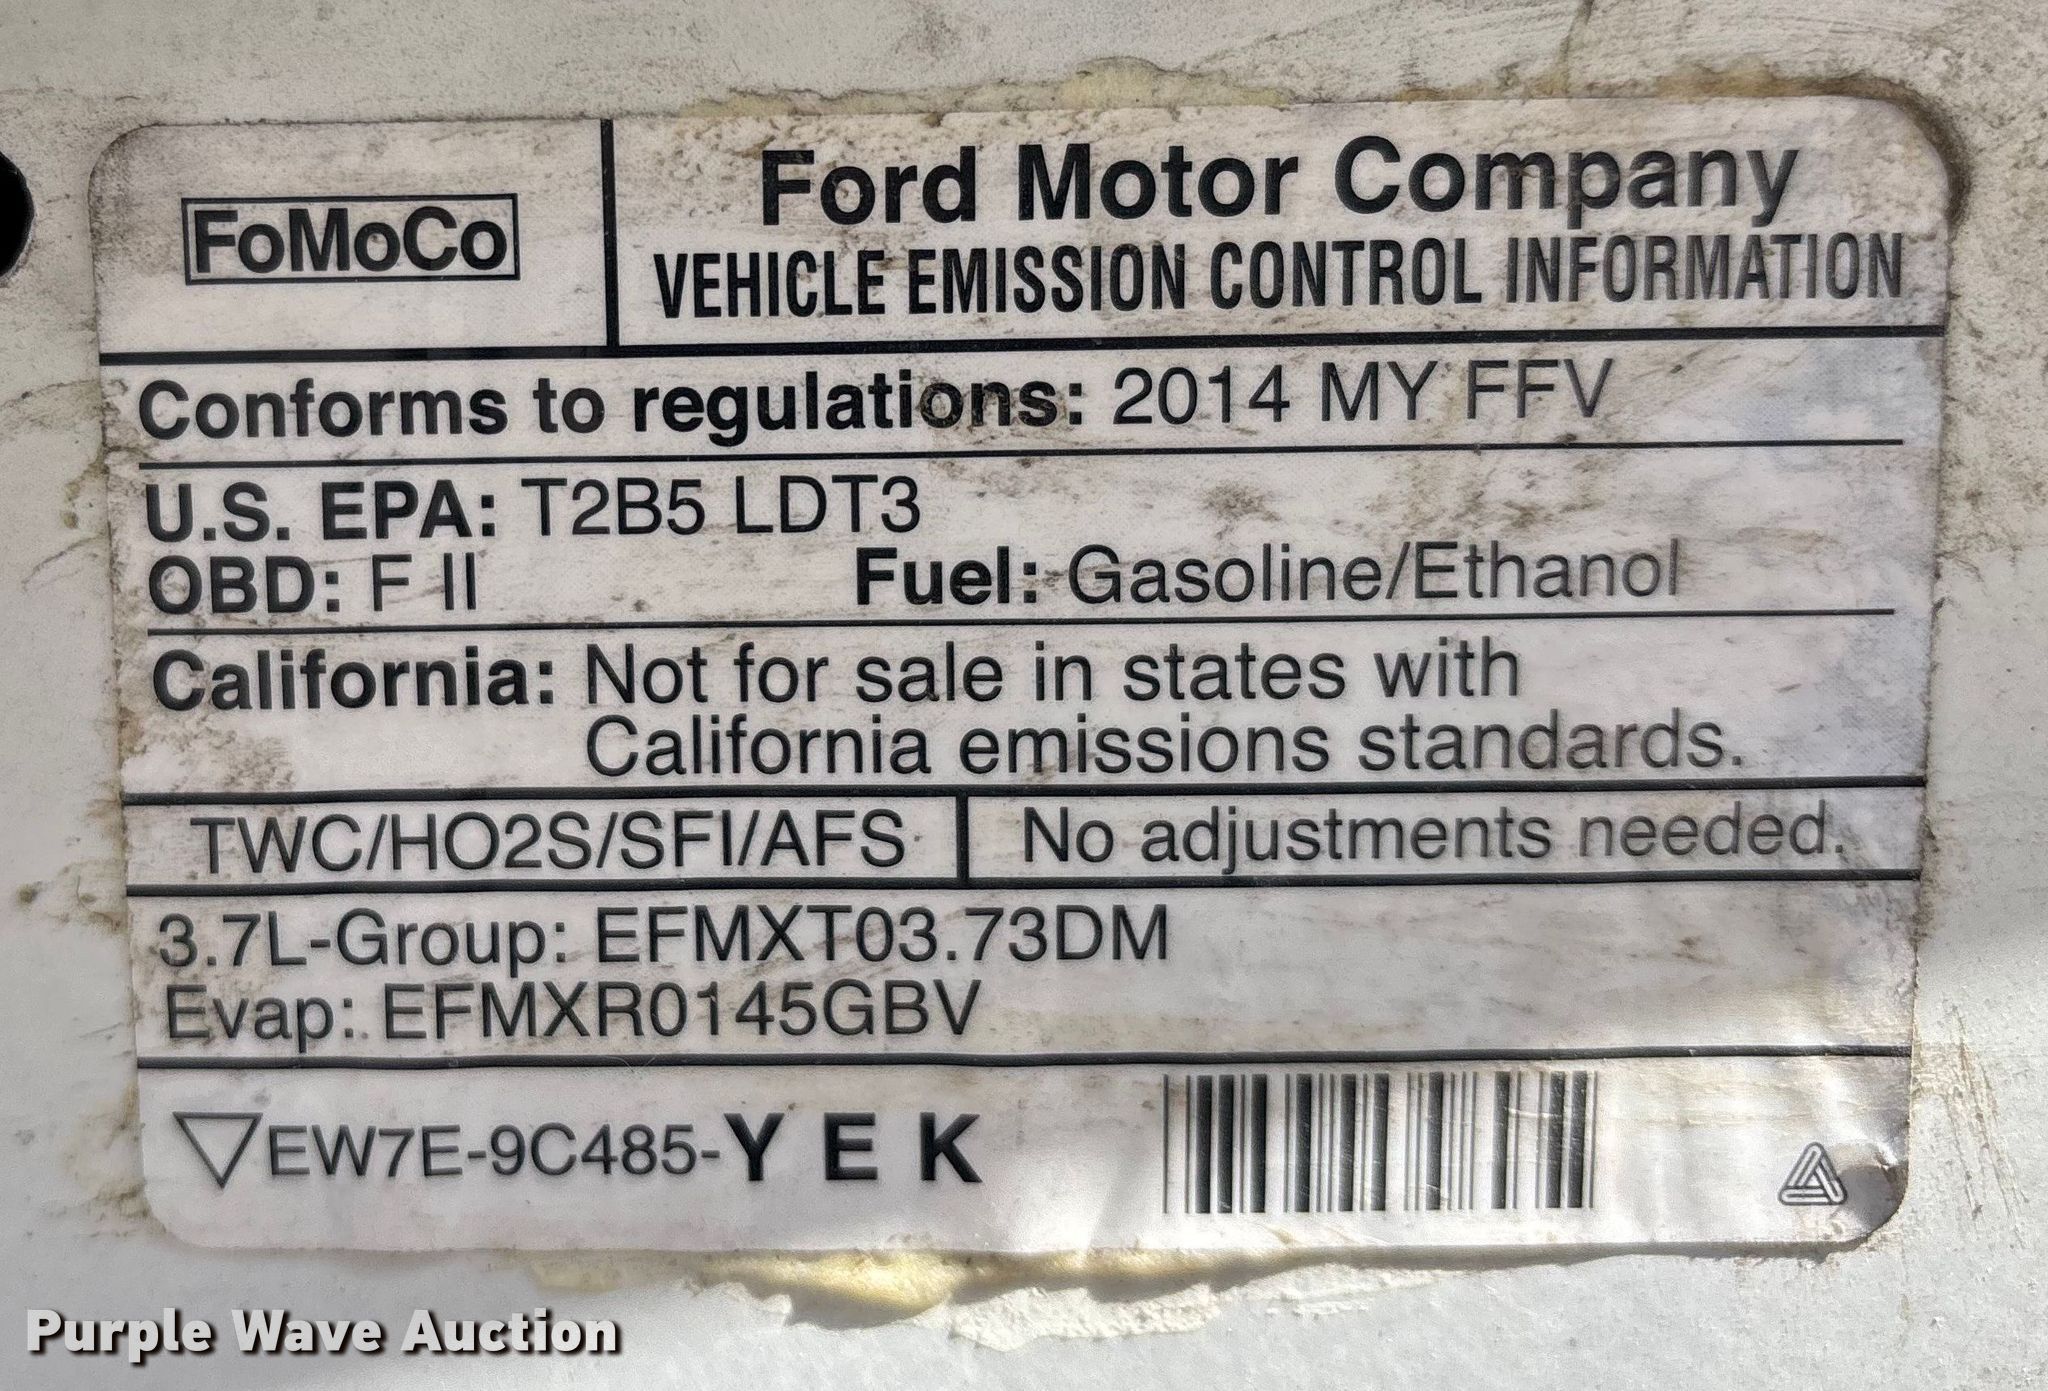 FoMoCo
Ford Motor Company
VEHICLE EMISSION CONTROL INFORMATION
Conforms to regulations: 2014 MY FFV
U.S. EPA: T2B5 LDT3
OBD: F II Fuel: Gasoline/Ethanol
California: Not for sale in states with
California emissions standards.
TWC/HO2S/SFI/AFS
No adjustments needed.
3.7L-Group: EFMXT03.73DM
Evap: EFMXR0145GBV
EW7E-9C485-Y E K
Purple Wave Auction